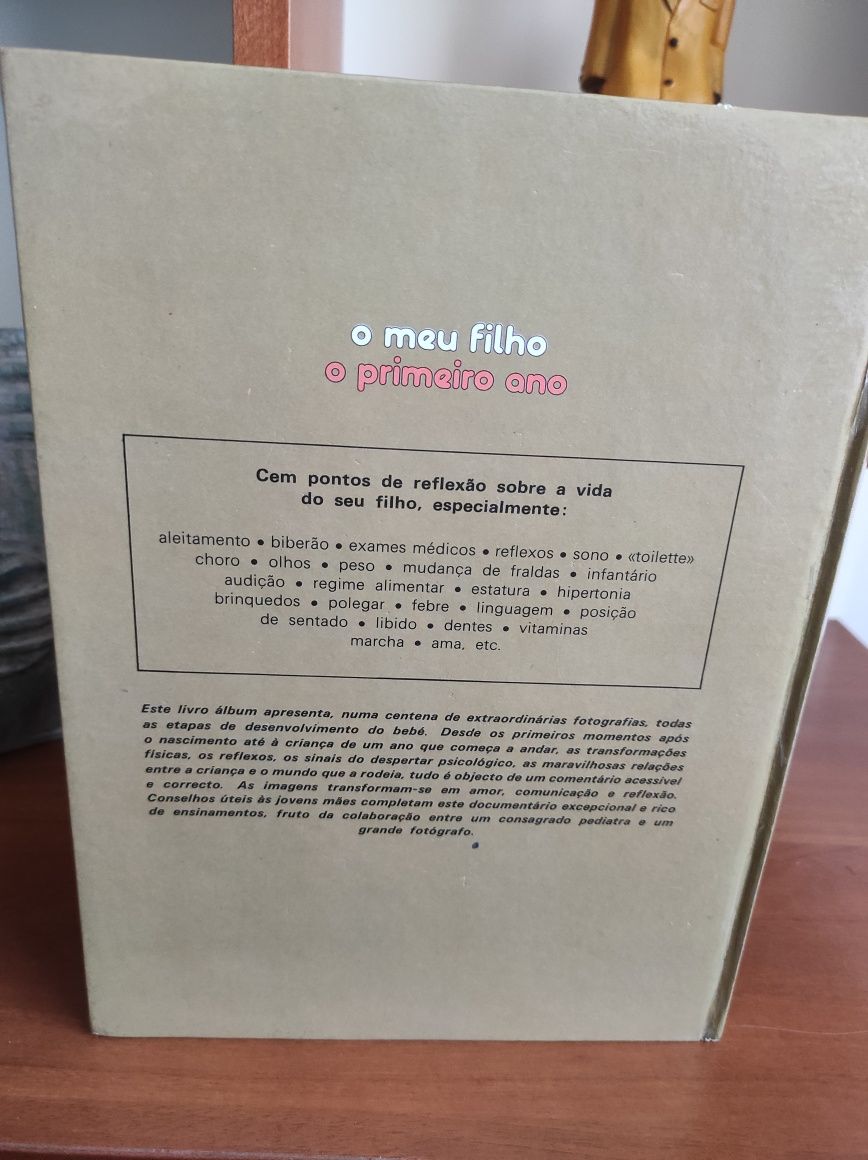 o meu filho
o primeiro ano
Cem pontos de reflexão sobre a vida
do seu filho, especialmente:
aleitamento • biberão • exames médicos • reflexos • sono • «toilette»
choro • olhos • peso • mudança de fraldas • infantário
audição • regime alimentar • estatura • hipertonia
brinquedos • polegar • febre • linguagem • posição
de sentado • libido • dentes • vitaminas
marcha • ama, etc.
Este livro álbum apresenta, numa centena de extraordinárias fotografias, todas
as etapas de desenvolvimento do bebé. Desde os primeiros momentos após
o nascimento até à criança de um ano que começa a andar, as transformações
físicas, os reflexos, os sinais do despertar psicológico, as maravilhosas relações
entre a criança e o mundo que a rodeia, tudo é objecto de um comentário acessível
e correcto. As imagens transformam-se em amor, comunicação e reflexão.
Conselhos úteis às jovens mães completam este documentário excepcional e rico
de ensinamentos, fruto da colaboração entre um consagrado pediatra e um
grande fotógrafo.